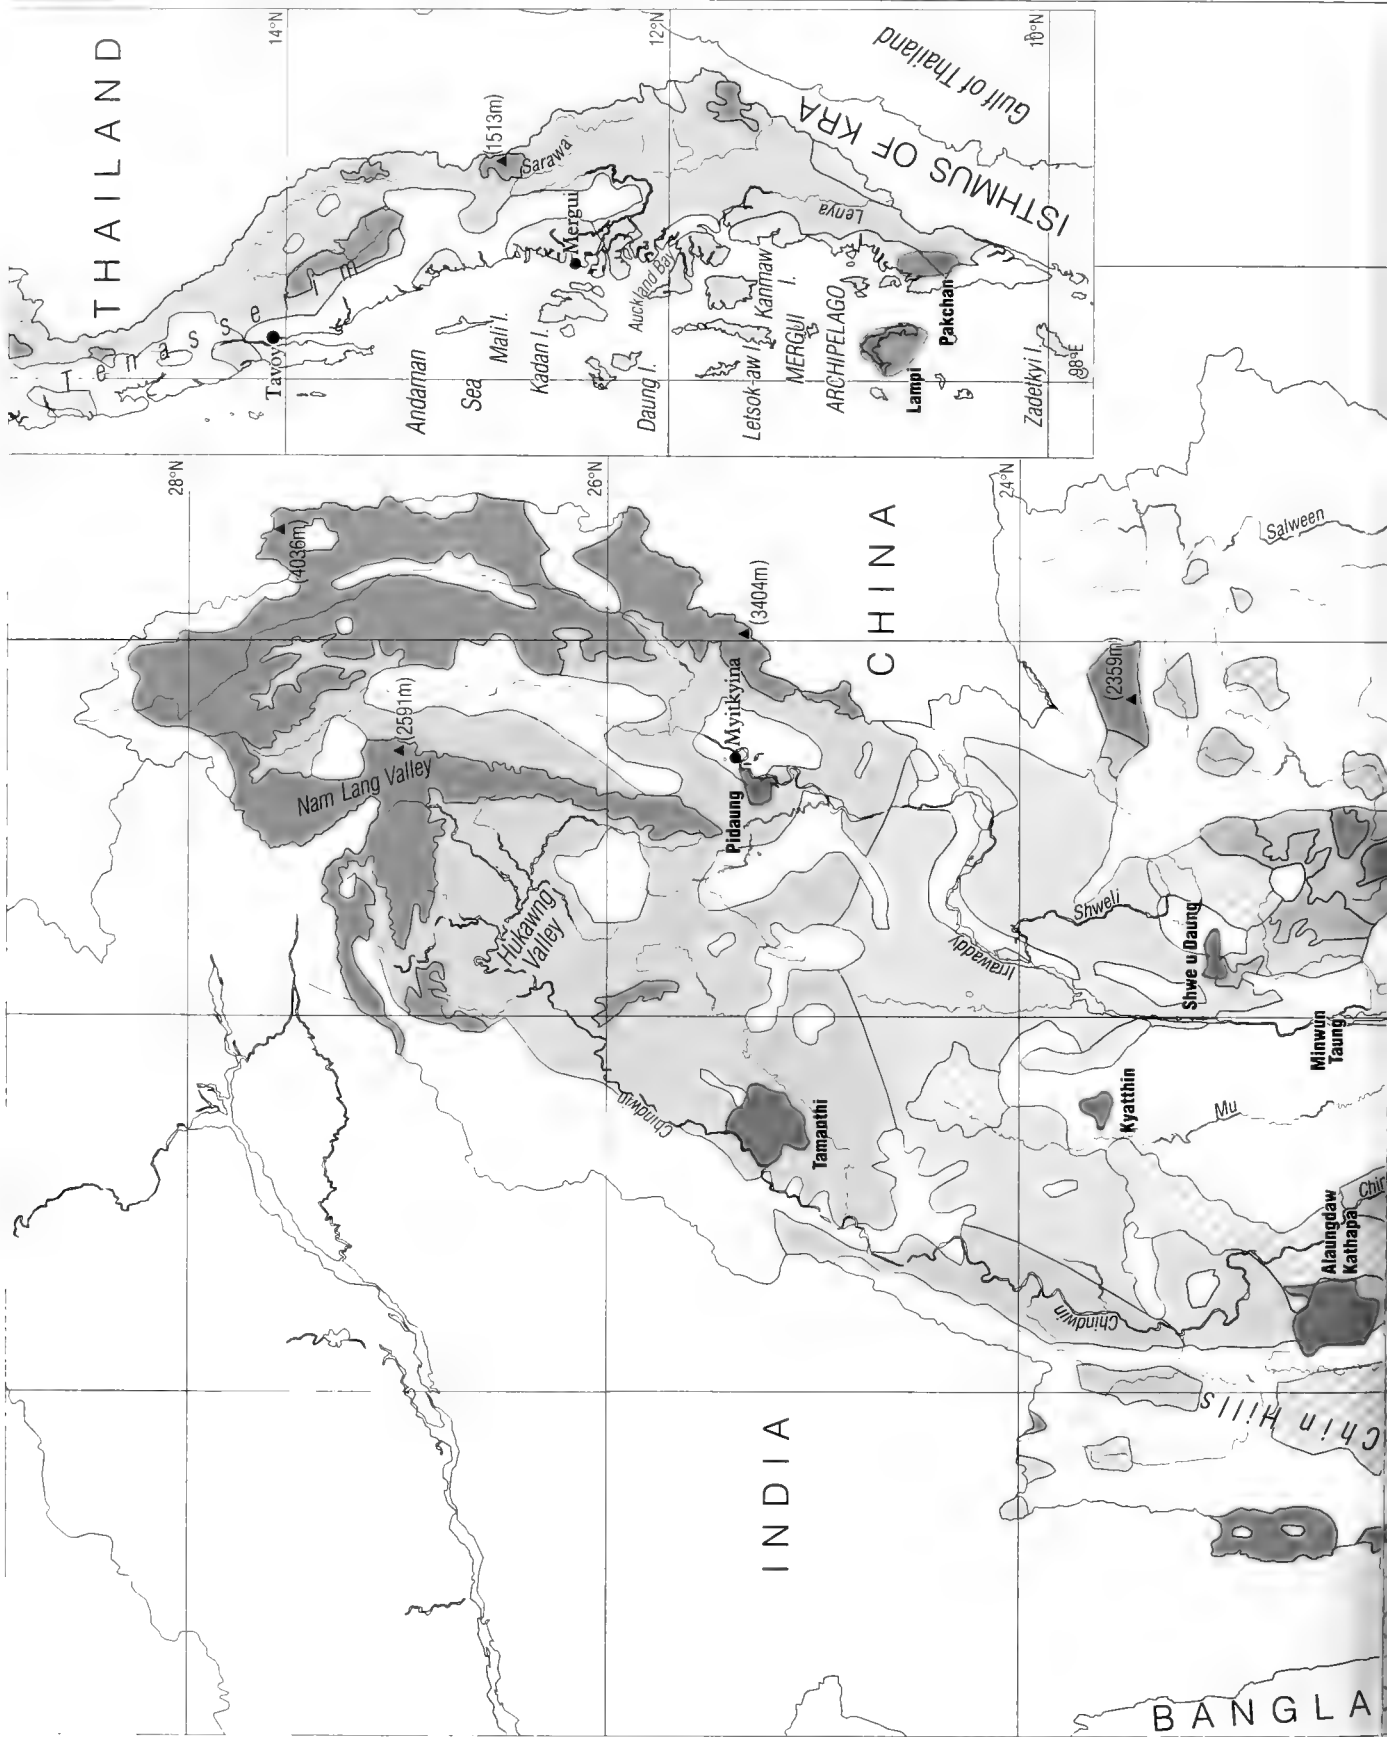 THAILAND
14°N
12°N
10°N
Gulf of Thailand
ISTHMUS OF KRA
(1513m)
Sarawa
Tenasserim
Tavoy
Mergui
Lenya
Andaman
Sea
Mali I.
Kadan I.
Auckland Bay
Daung I.
Letsok-aw I.
Kanmaw
I.
MERGUI
ARCHIPELAGO
Lampi
Pakchan
Zadetkyi I.
98°E
28°N
26°N
24°N
(4036m)
(3404m)
CHINA
Salween
(2591m)
Nam Lang Valley
Myitkyina
Pidaung
(2359m)
Hukawng
Valley
Shweli
Irrawaddy
Shwe u Daung
Minwun
Taung
Chindwin
Tamanthi
Kyatthin
Mu
Alaungdaw
Kathapa
Chin
Chindwin
Chin Hills
INDIA
BANGLA